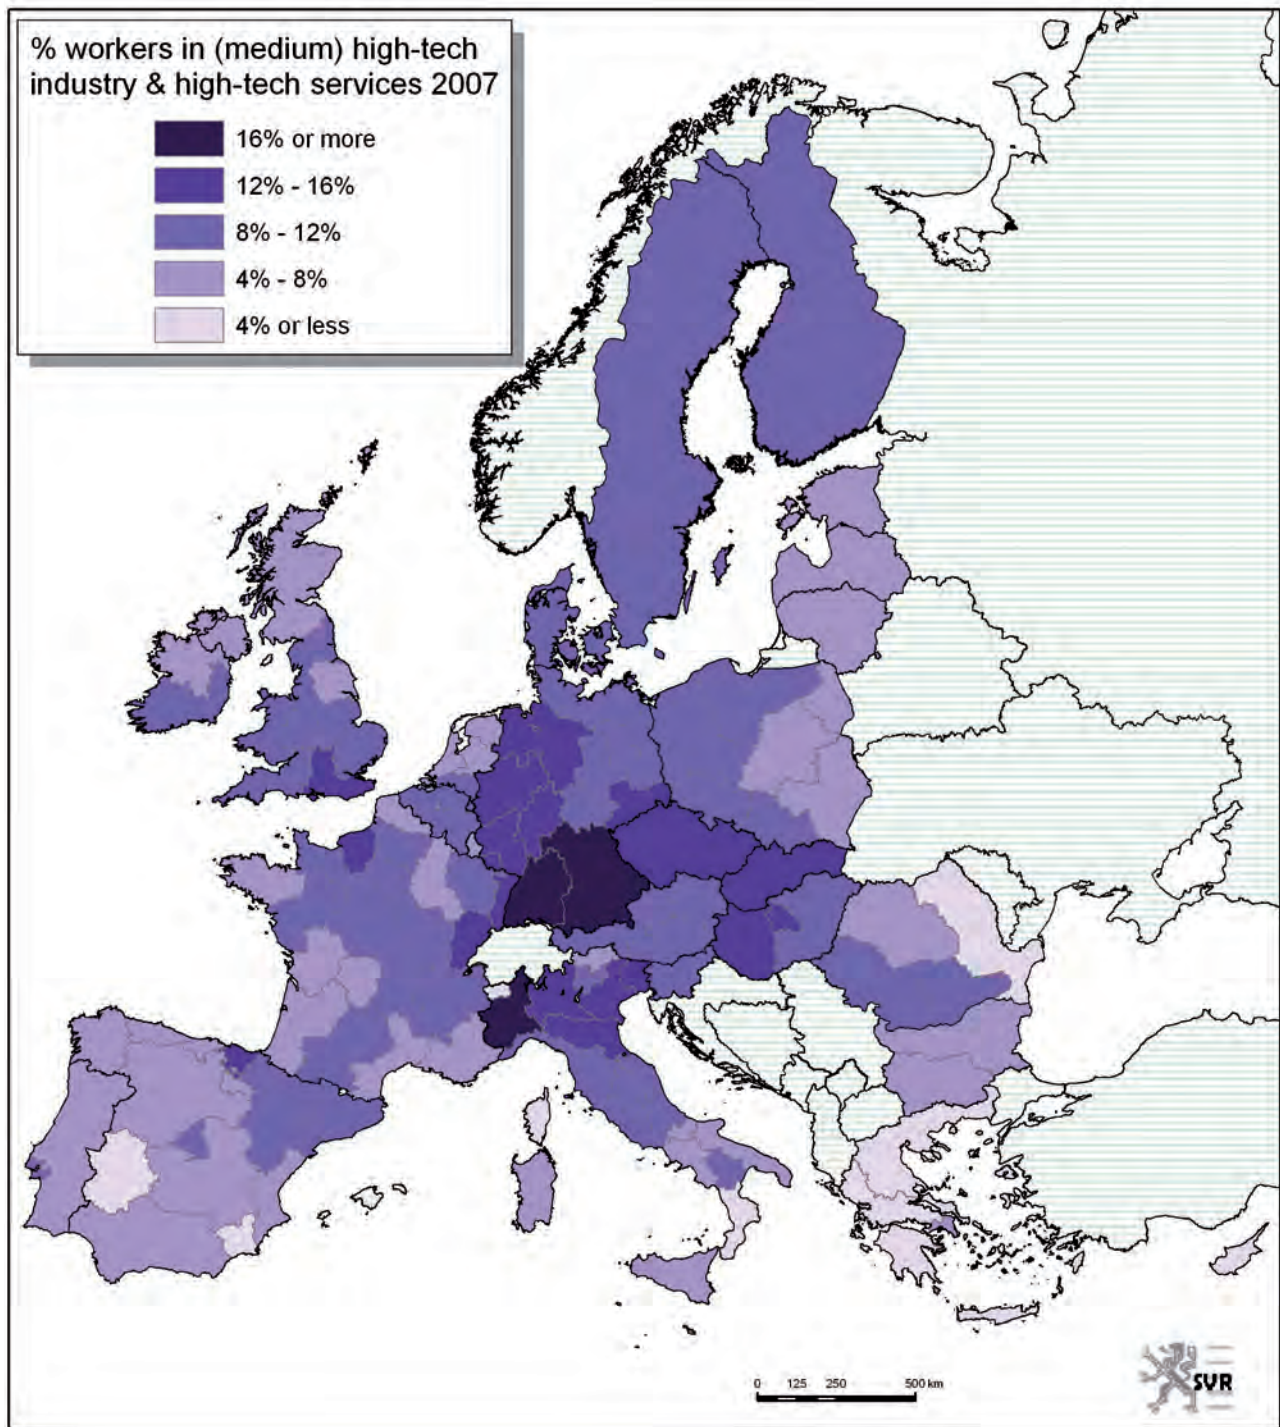 % workers in (medium) high-tech
industry & high-tech services 2007
16% or more
12% - 16%
8% - 12%
4% - 8%
4% or less
0 125 250 500 km
SVR